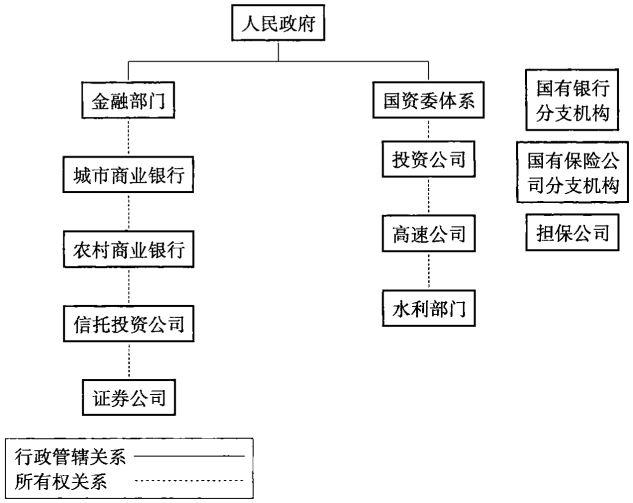 人民政府
金融部门
国资委体系
国有银行
分支机构
城市商业银行
投资公司
国有保险公
司分支机构
农村商业银行
高速公司
担保公司
信托投资公司
水利部门
证券公司
行政管辖关系
所有权关系